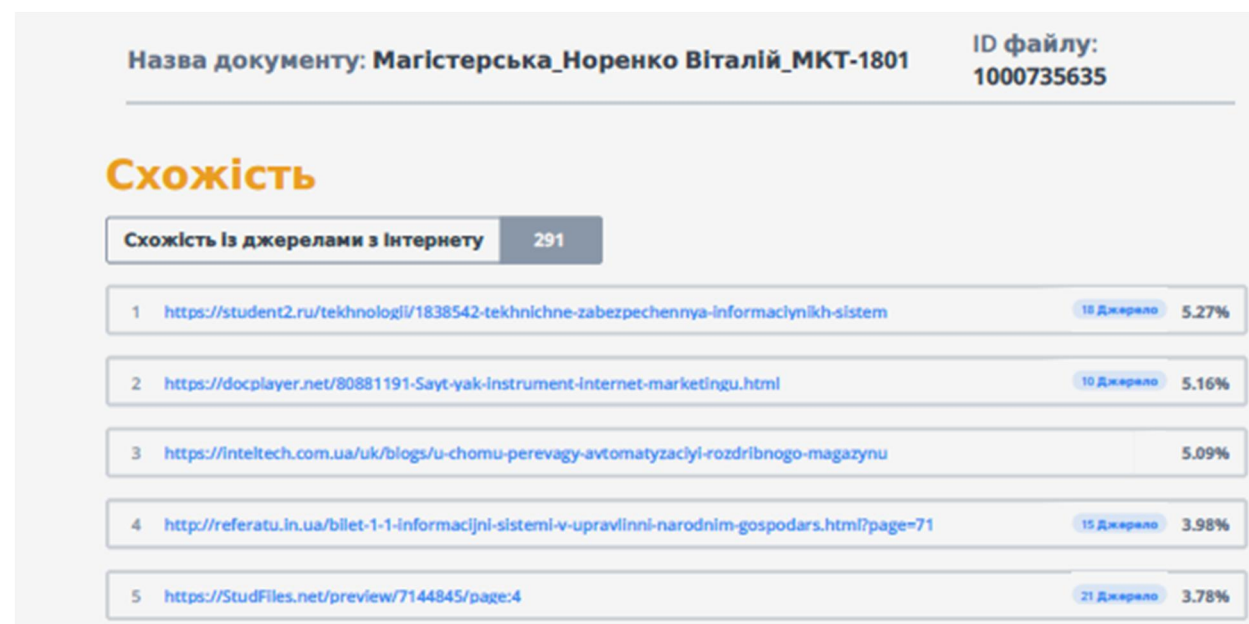 Назва документу: Магістерська_Норенко Віталій_МКТ-1801
ID файлу:
1000735635
Схожість
Схожість із джерелами з Інтернету 291
1 https://student2.ru/tekhnologii/1838542-tekhnichne-zabezpechennya-informaciynikh-sistem 18 Джерело 5.27%
2 https://docplayer.net/80881191-Sayt-yak-instrument-internet-marketingu.html 10 Джерело 5.16%
3 https://inteltech.com.ua/uk/blogs/u-chomu-perevagy-avtomatyzaciyi-rozdribnogo-magazynu 5.09%
4 http://referatu.in.ua/bilet-1-1-informacijni-sistemi-v-upravlinni-narodnim-gospodars.html?page=71 15 Джерело 3.98%
5 https://StudFiles.net/preview/7144845/page:4 21 Джерело 3.78%